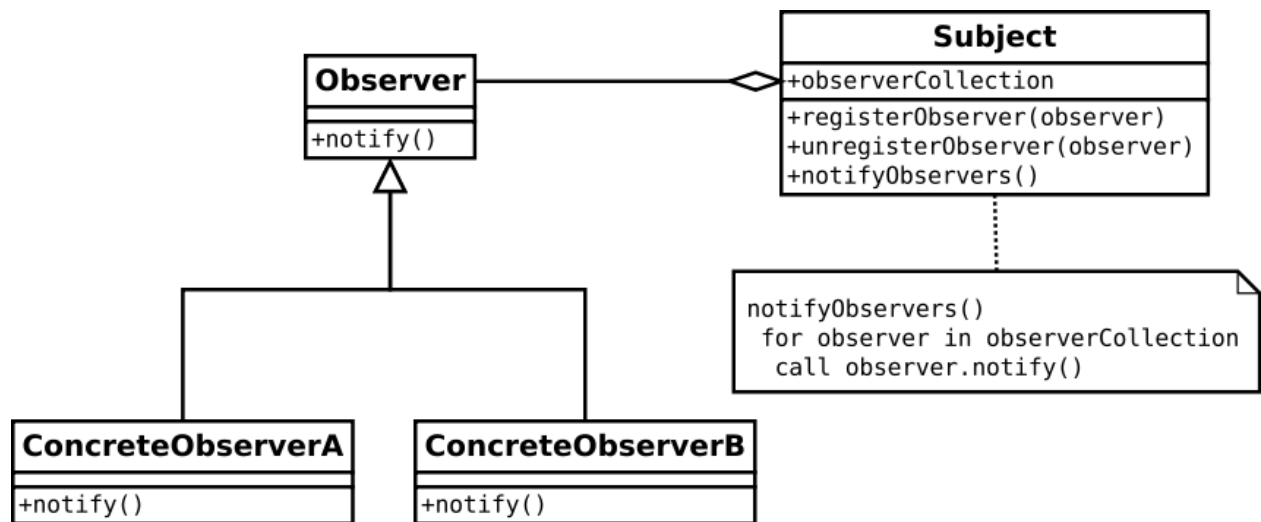 Observer
+notify()
Subject
+observerCollection
+registerObserver(observer)
+unregisterObserver(observer)
+notifyObservers()
notifyObservers()
for observer in observerCollection
call observer.notify()
ConcreteObserverA
+notify()
ConcreteObserverB
+notify()